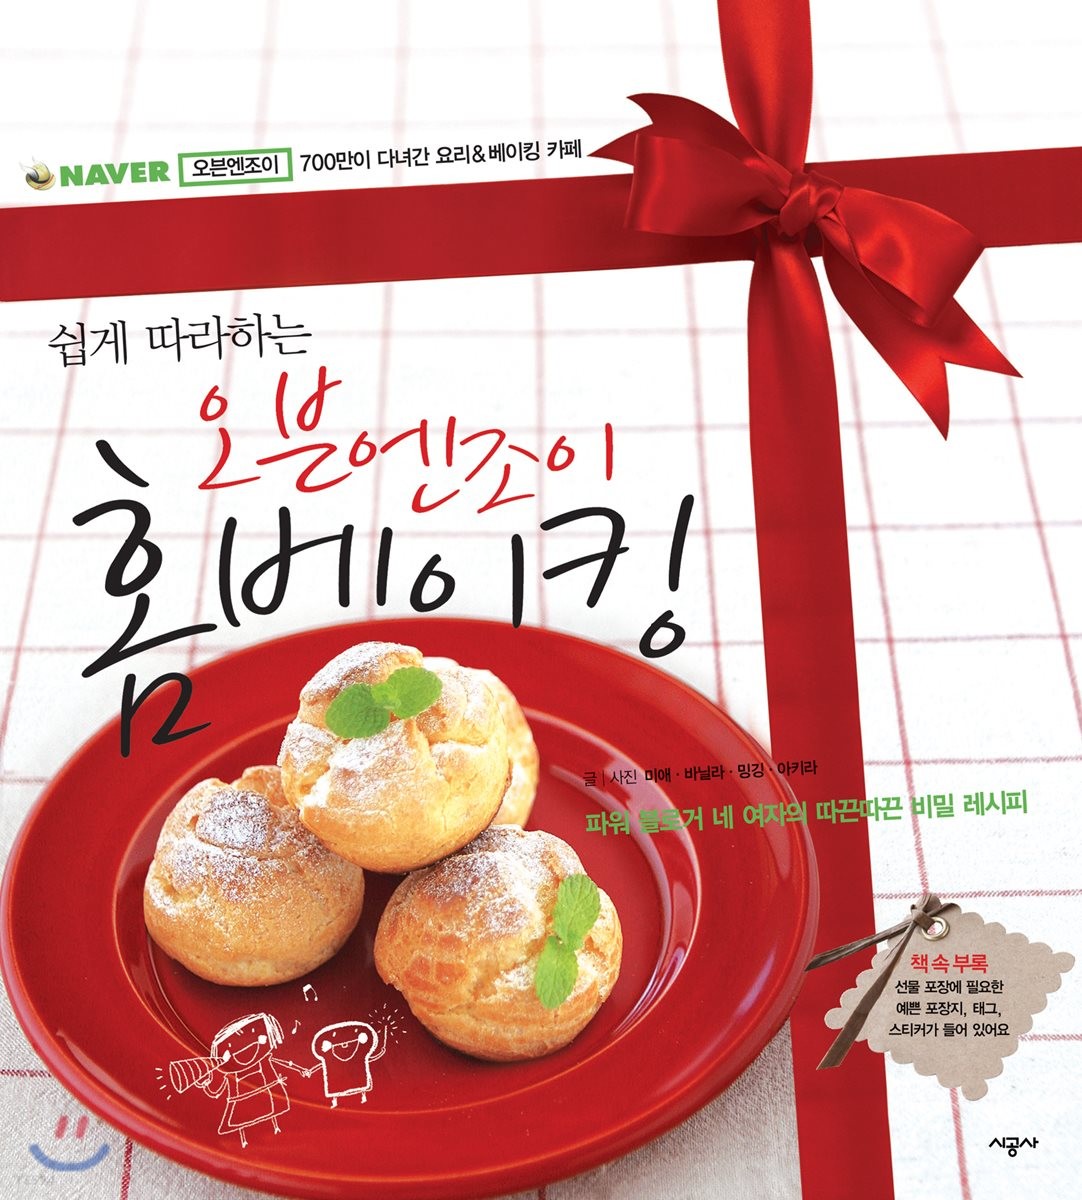 NAVER 오븐엔조이 700만이 다녀간 요리&베이킹 카페
쉽게 따라하는
오븐엔조이
홈베이킹
글 | 사진 미애 · 바닐라 · 밍깅 · 아키라
파워 블로거 네 여자의 따끈따끈 비밀 레시피
책 속 부록
선물 포장에 필요한
예쁜 포장지, 태그,
스티커가 들어 있어요
시공사